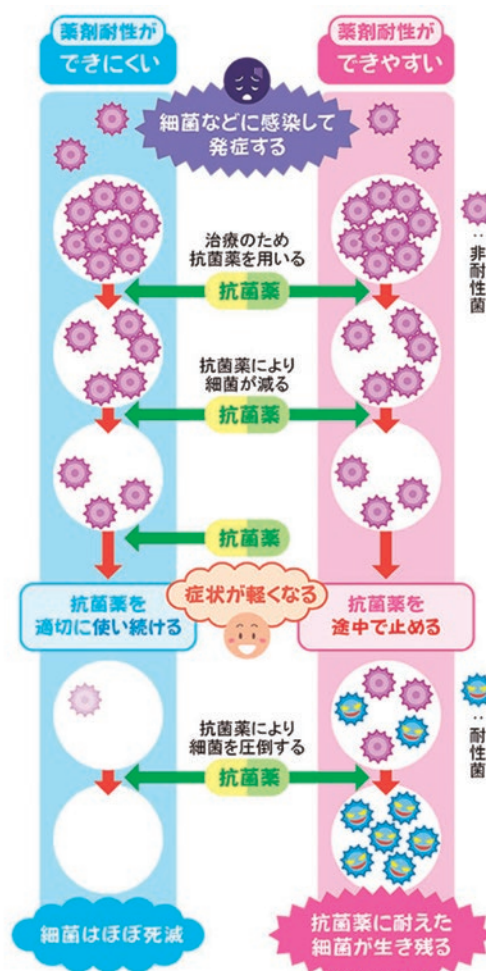 薬剤耐性が
できにくい
薬剤耐性が
できやすい
細菌などに感染して
発症する
：非耐性菌
治療のため
抗菌薬を用いる
抗菌薬
抗菌薬により
細菌が減る
抗菌薬
抗菌薬
症状が軽くなる
抗菌薬を
適切に使い続ける
抗菌薬を
途中で止める
：耐性菌
抗菌薬により
細菌を圧倒する
抗菌薬
細菌はほぼ死滅
抗菌薬に耐えた
細菌が生き残る